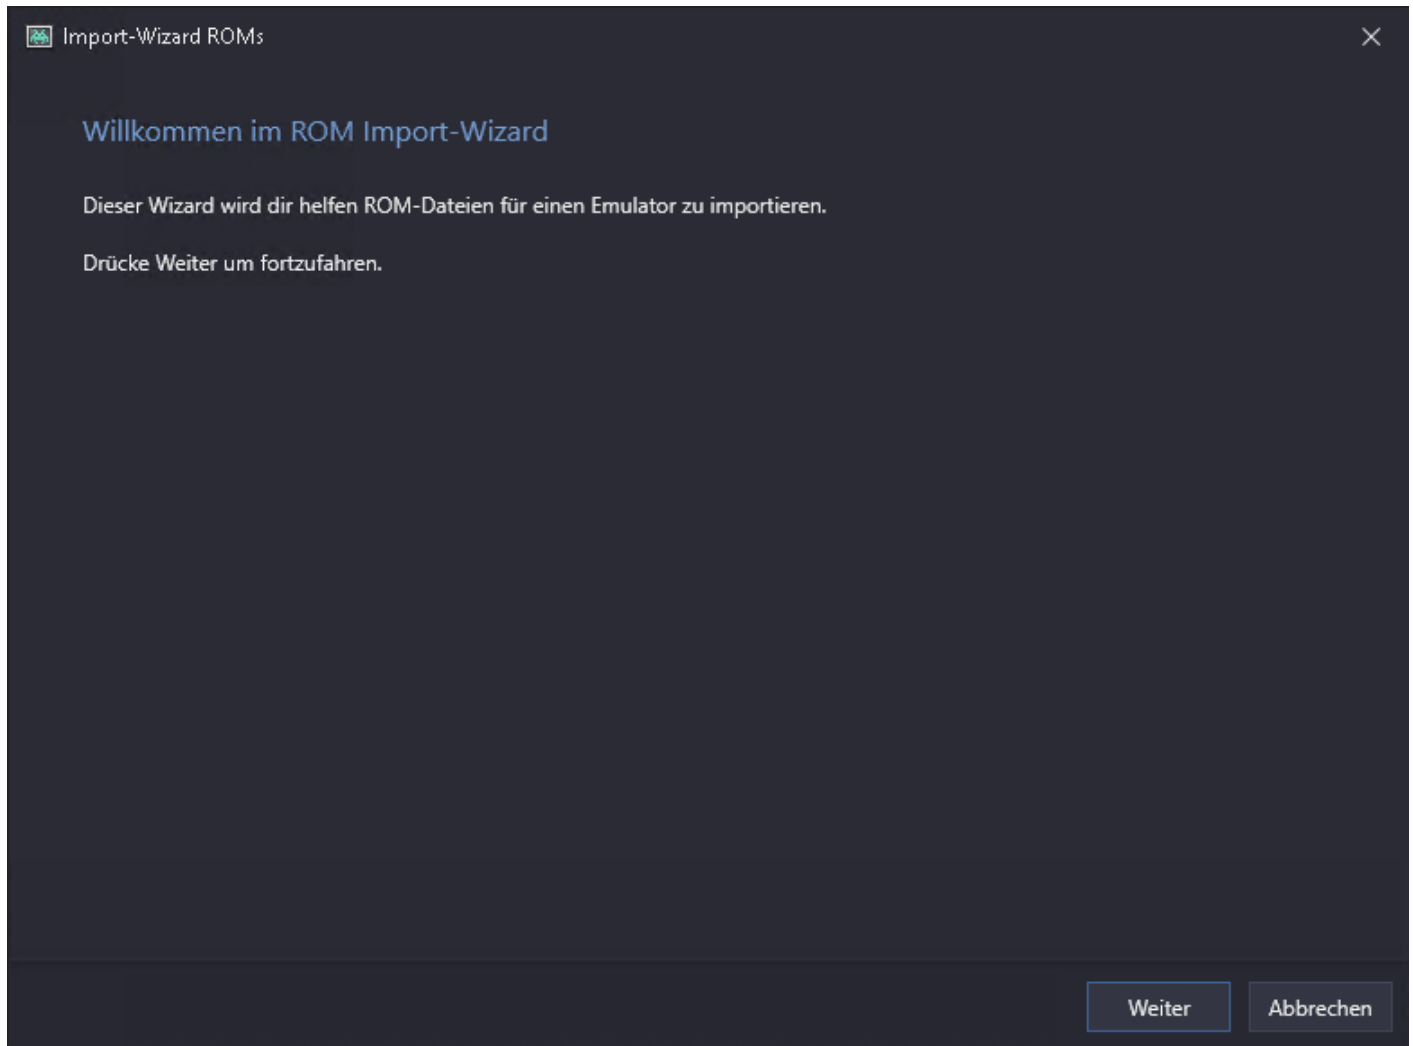 Import-Wizard ROMs
Willkommen im ROM Import-Wizard
Dieser Wizard wird dir helfen ROM-Dateien für einen Emulator zu importieren.
Drücke Weiter um fortzufahren.
Weiter
Abbrechen